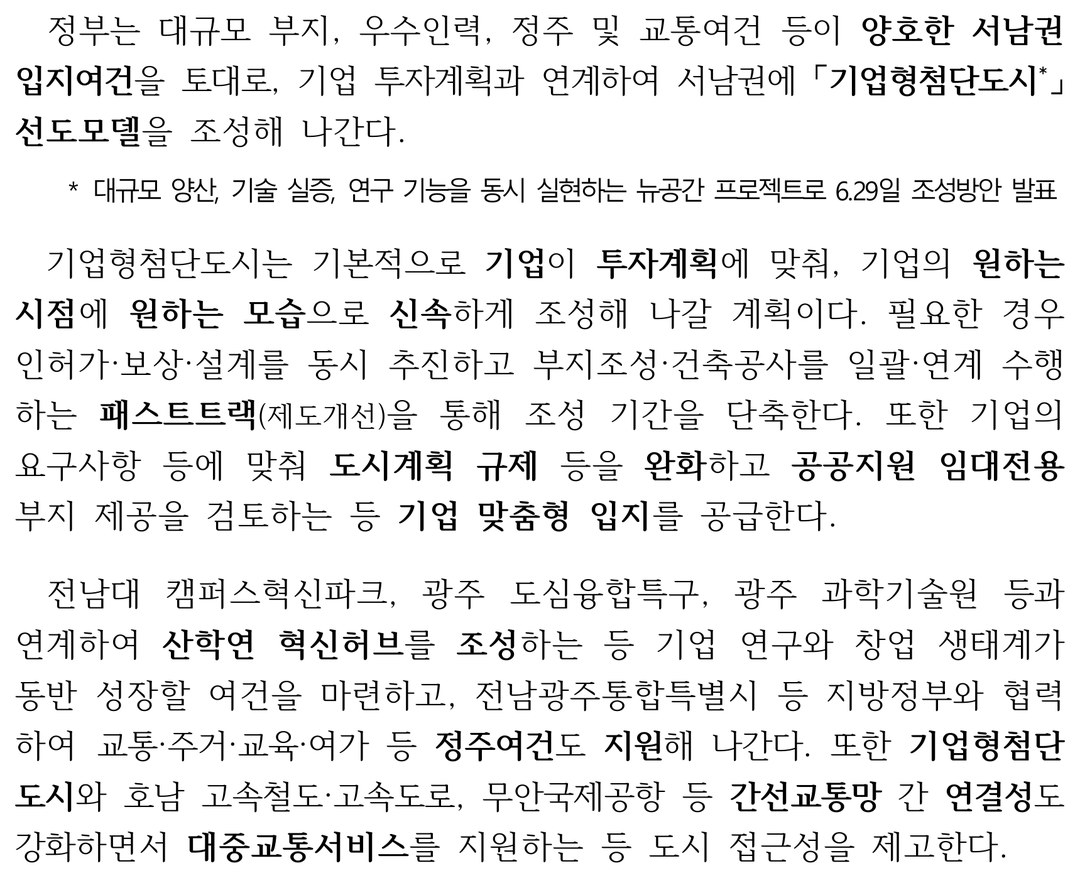 정부는 대규모 부지, 우수인력, 정주 및 교통여건 등이 양호한 서남권
입지여건을 토대로, 기업 투자계획과 연계하여 서남권에 「기업형첨단도시*」
선도모델을 조성해 나간다.
* 대규모 양산, 기술 실증, 연구 기능을 동시 실현하는 뉴공간 프로젝트로 6.29일 조성방안 발표
기업형첨단도시는 기본적으로 기업이 투자계획에 맞춰, 기업의 원하는
시점에 원하는 모습으로 신속하게 조성해 나갈 계획이다. 필요한 경우
인허가·보상·설계를 동시 추진하고 부지조성·건축공사를 일괄·연계 수행
하는 패스트트랙(제도개선)을 통해 조성 기간을 단축한다. 또한 기업의
요구사항 등에 맞춰 도시계획 규제 등을 완화하고 공공지원 임대전용
부지 제공을 검토하는 등 기업 맞춤형 입지를 공급한다.
전남대 캠퍼스혁신파크, 광주 도심융합특구, 광주 과학기술원 등과
연계하여 산학연 혁신허브를 조성하는 등 기업 연구와 창업 생태계가
동반 성장할 여건을 마련하고, 전남광주통합특별시 등 지방정부와 협력
하여 교통·주거·교육·여가 등 정주여건도 지원해 나간다. 또한 기업형첨단
도시와 호남 고속철도·고속도로, 무안국제공항 등 간선교통망 간 연결성도
강화하면서 대중교통서비스를 지원하는 등 도시 접근성을 제고한다.